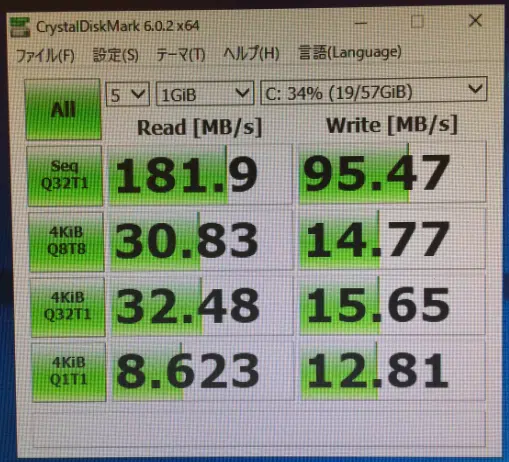 CrystalDiskMark 6.0.2 x64
ファイル(F) 設定(S) テーマ(T) ヘルプ(H) 言語(Language)
All 5 1GiB C: 34% (19/57GiB)
Read [MB/s] Write [MB/s]
Seq
Q32T1 181.9 95.47
4KiB
Q8T8 30.83 14.77
4KiB
Q32T1 32.48 15.65
4KiB
Q1T1 8.623 12.81